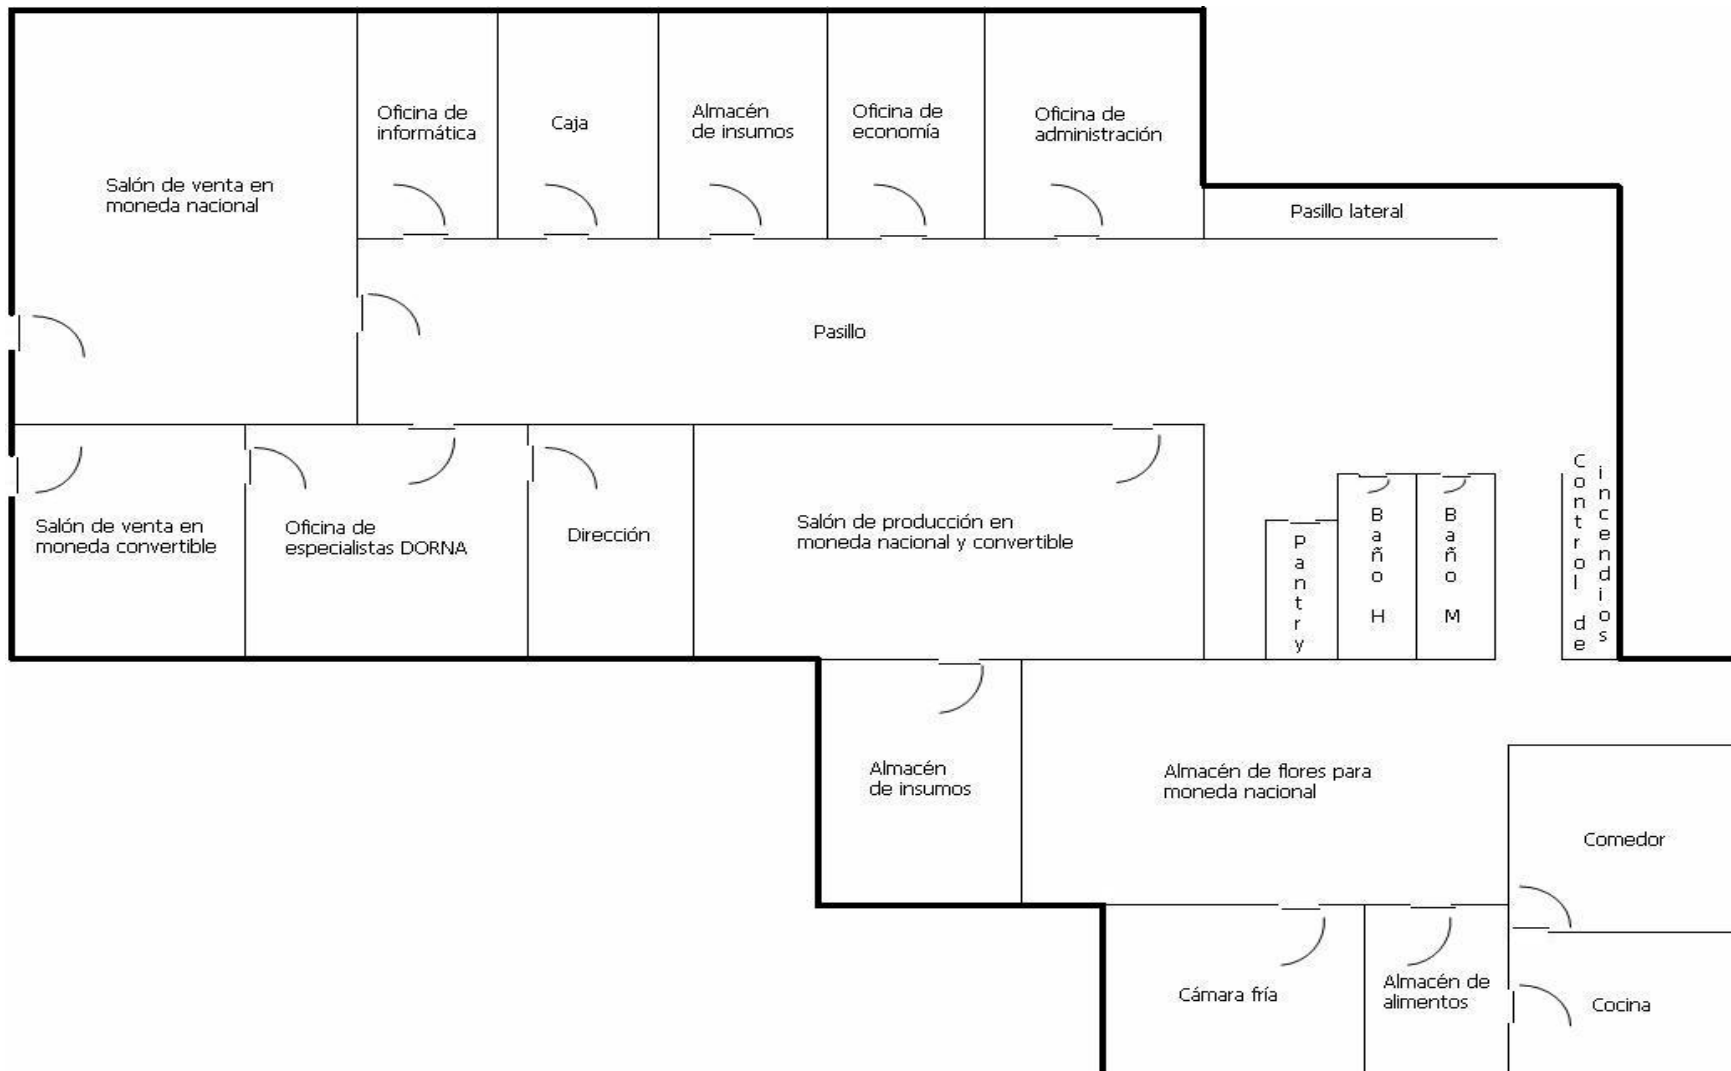 Oficina de
informática
Caja
Almacén
de insumos
Oficina de
economía
Oficina de
administración
Salón de venta en
moneda nacional
Pasillo lateral
Pasillo
Salón de venta en
moneda convertible
Oficina de
especialistas DORNA
Dirección
Salón de producción en
moneda nacional y convertible
Pantry
Baño H
Baño M
Control de
incendios
Almacén
de insumos
Almacén de flores para
moneda nacional
Comedor
Cámara fría
Almacén de
alimentos
Cocina